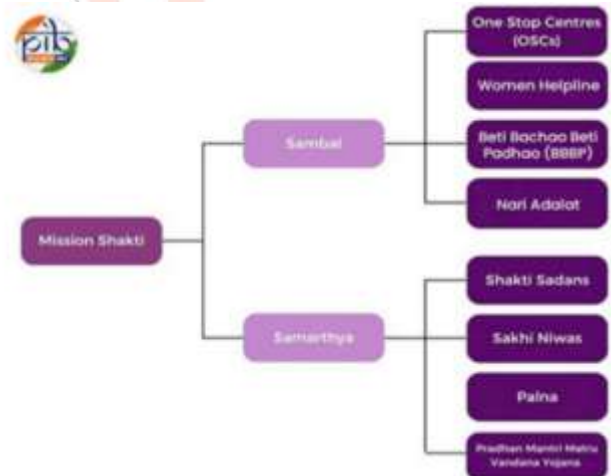 pib
One Stop Centres
(OSCs)
Women Helpline
Sambal
Beti Bachao Beti
Padhao (BBBP)
Nari Adalat
Mission Shakti
Shakti Sadans
Samarthya
Sakhi Niwas
Palna
Pradhan Mantri Matru
Vandana Yojana